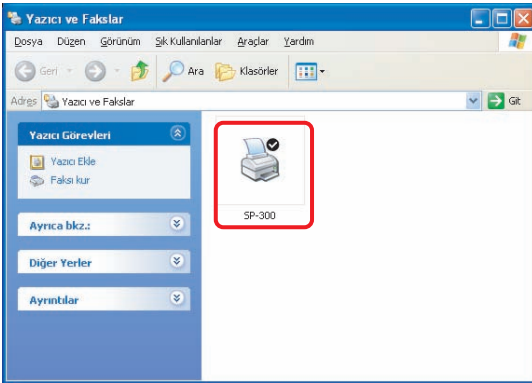 Yazıcı ve Fakslar
Dosya Düzen Görünüm Sık Kullanılanlar Araçlar Yardım
Geri Ara Klasörler
Adres Yazıcı ve Fakslar Git
Yazıcı Görevleri
Yazıcı Ekle
Faksı kur
Ayrıca bkz.:
Diğer Yerler
Ayrıntılar
SP-300